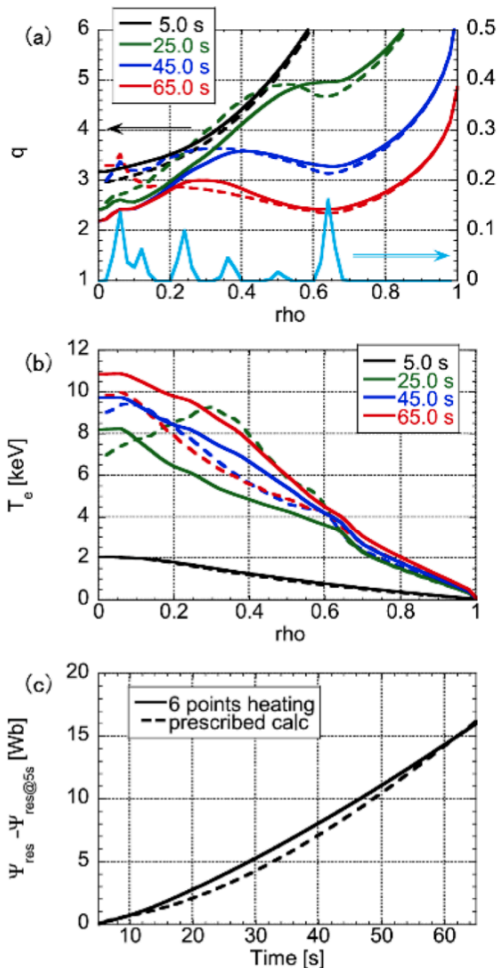 (a)
5.0 s
25.0 s
45.0 s
65.0 s
6
5
4
3
2
1
q
0.5
0.4
0.3
0.2
0.1
0
0 0.2 0.4 0.6 0.8 1
rho
(b)
5.0 s
25.0 s
45.0 s
65.0 s
12
10
8
6
4
2
0
T_e [keV]
0 0.2 0.4 0.6 0.8 1
rho
(c)
6 points heating
prescribed calc
20
15
10
5
0
Ψres -Ψres@5s [Wb]
10 20 30 40 50 60
Time [s]